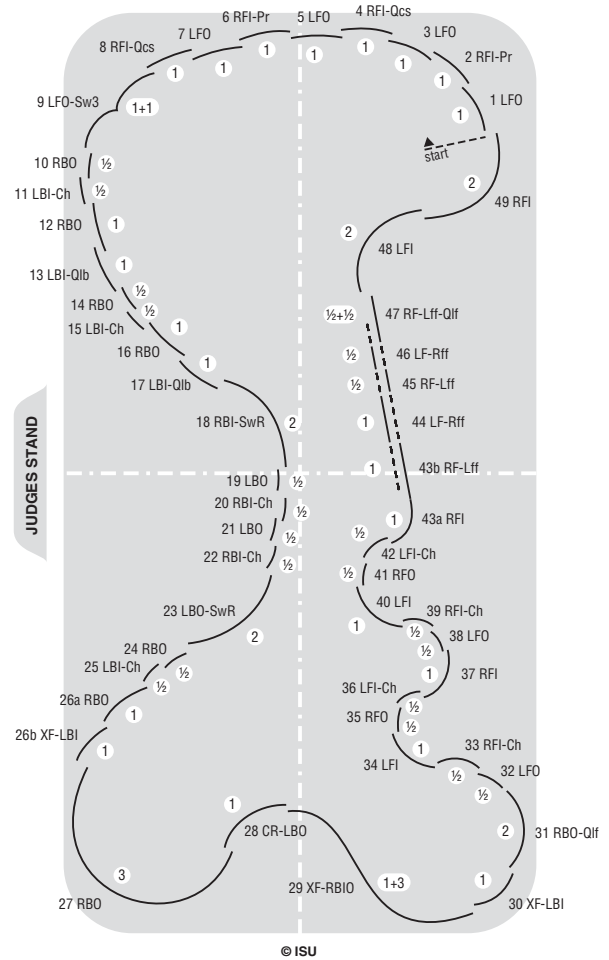 1 LFO
1
2 RFI-Pr
1
3 LFO
1
4 RFI-Qcs
1
5 LFO
1
6 RFI-Pr
1
7 LFO
1
8 RFI-Qcs
1
9 LFO-Sw3
1+1
10 RBO
½
11 LBI-Ch
½
12 RBO
1
13 LBI-Qlb
1
14 RBO
½
15 LBI-Ch
½
16 RBO
1
17 LBI-Qlb
1
18 RBI-SwR
2
19 LBO
½
20 RBI-Ch
½
21 LBO
½
22 RBI-Ch
½
23 LBO-SwR
2
24 RBO
½
25 LBI-Ch
½
26a RBO
1
26b XF-LBI
1
27 RBO
3
28 CR-LBO
1
29 XF-RBIO
1+3
30 XF-LBI
1
31 RBO-Qlf
2
32 LFO
½
33 RFI-Ch
½
34 LFI
1
35 RFO
½
36 LFI-Ch
½
37 RFI
1
38 LFO
½
39 RFI-Ch
½
40 LFI
1
41 RFO
½
42 LFI-Ch
½
43a RFI
1
43b RF-Lff
1
44 LF-Rff
1
45 RF-Lff
½
46 LF-Rff
½
47 RF-Lff-Qlf
½+½
48 LFI
2
49 RFI
2
start
JUDGES STAND
© ISU